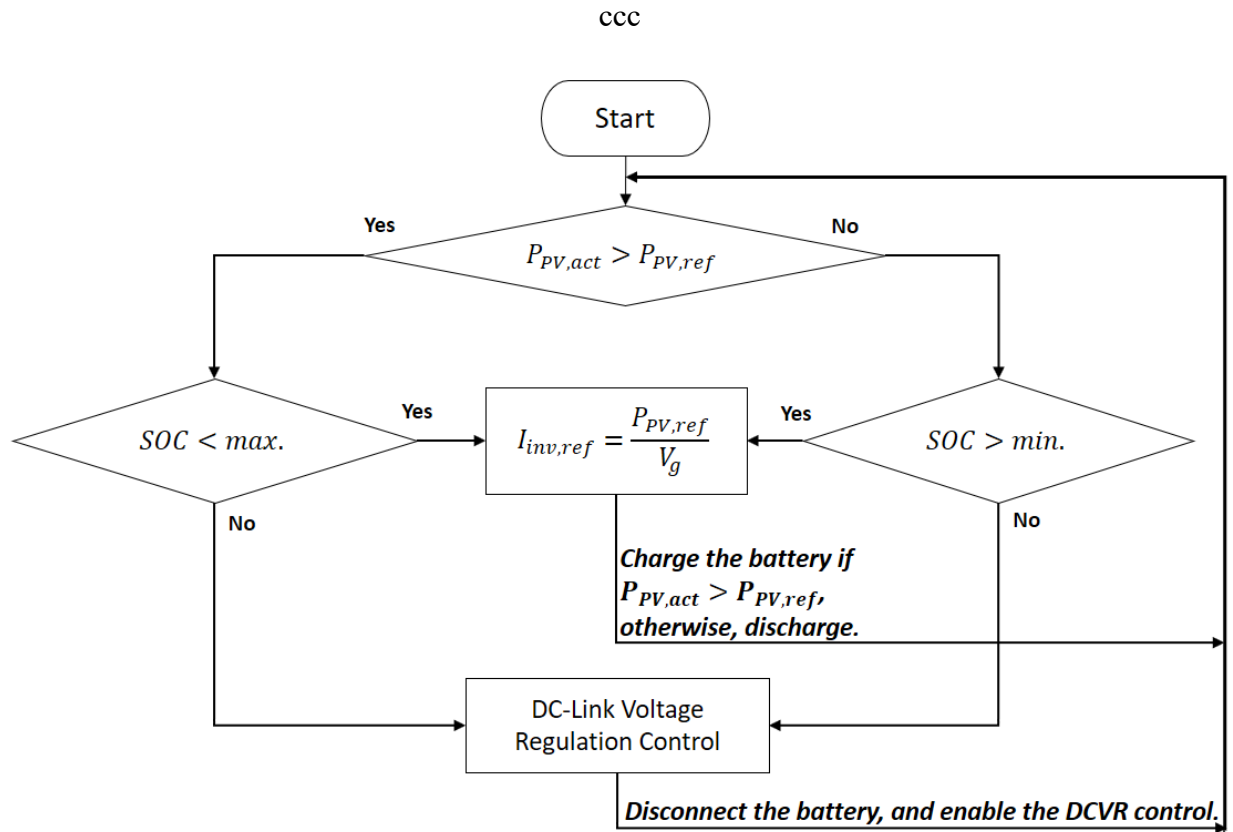 ccc
Start
Yes
No
P_{PV,act} > P_{PV,ref}
SOC < max.
Yes
I_{inv,ref} = \frac{P_{PV,ref}}{V_g}
Yes
SOC > min.
No
No
Charge the battery if
P_{PV,act} > P_{PV,ref},
otherwise, discharge.
DC-Link Voltage
Regulation Control
Disconnect the battery, and enable the DCVR control.